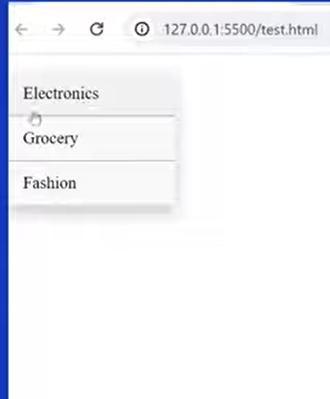 127.0.0.1:5500/test.html
Electronics
Grocery
Fashion